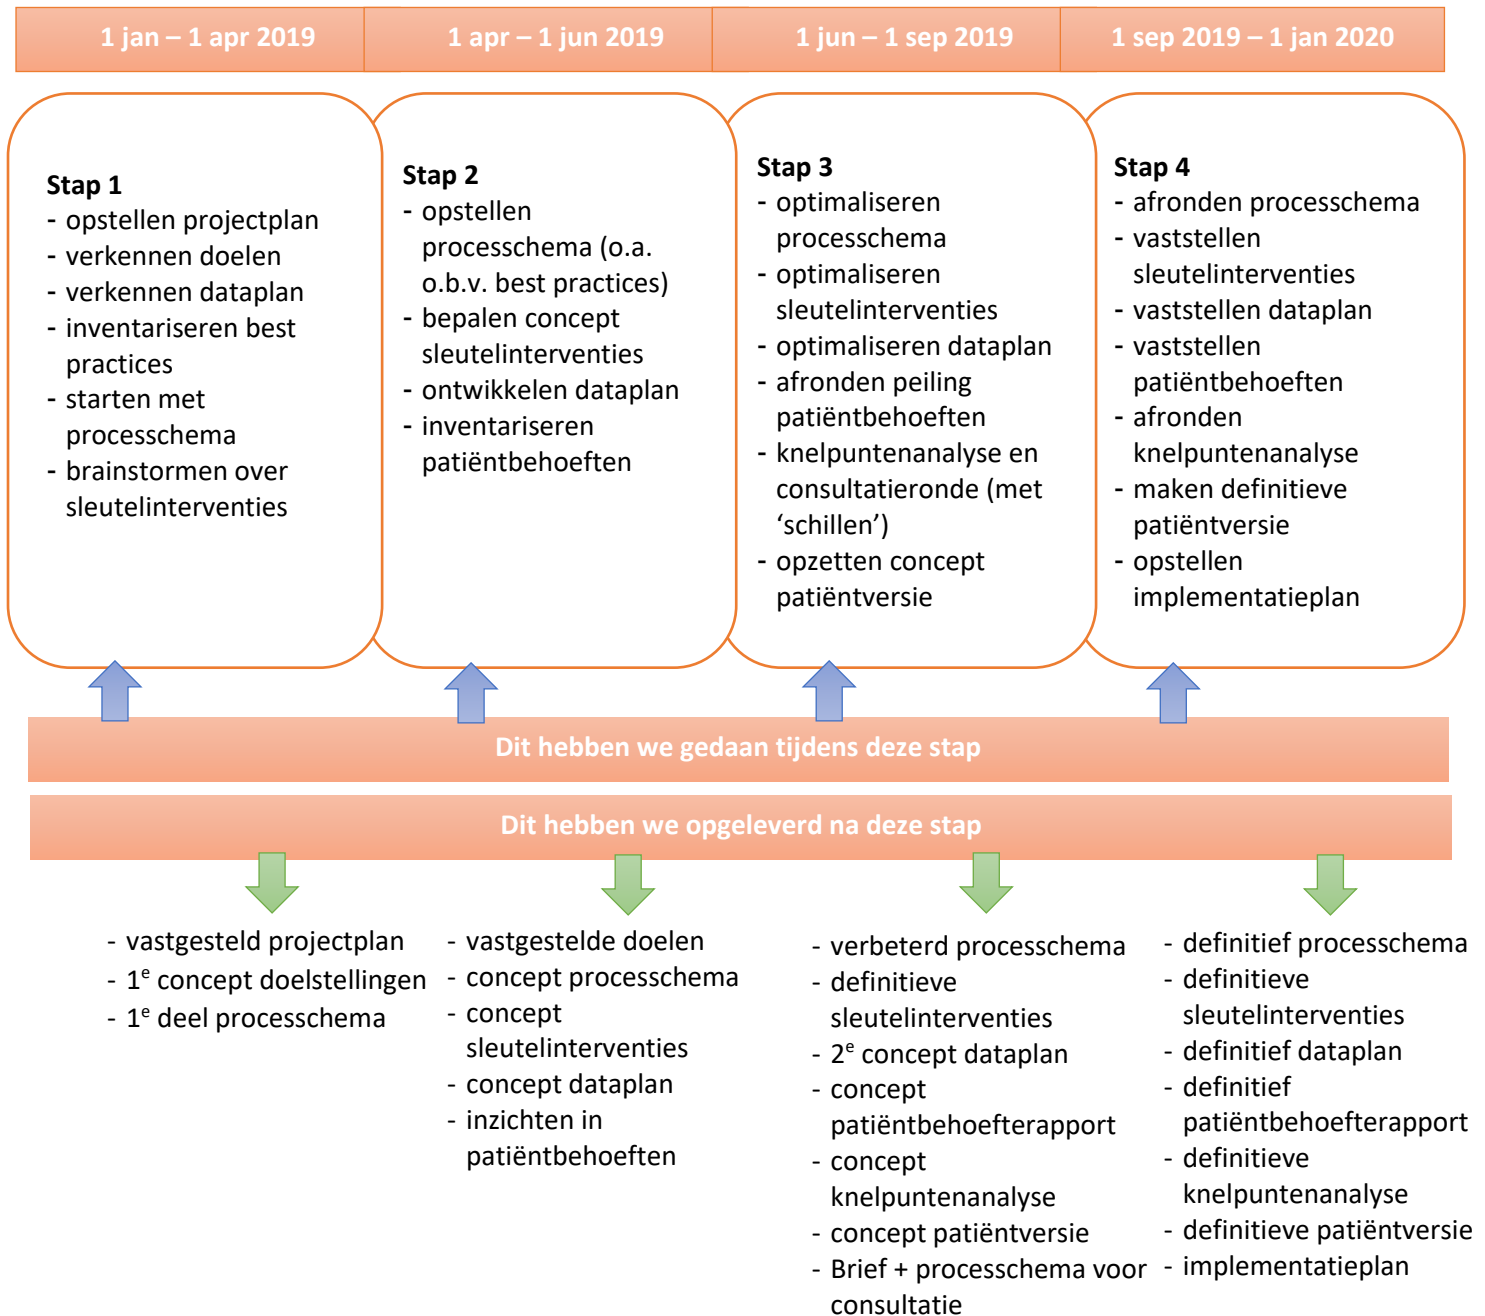 1 jan – 1 apr 2019
1 apr – 1 jun 2019
1 jun – 1 sep 2019
1 sep 2019 – 1 jan 2020
Stap 1
- opstellen projectplan
- verkennen doelen
- verkennen dataplan
- inventariseren best
practices
- starten met
processchema
- brainstormen over
sleutelinterventies
Stap 2
- opstellen
processchema (o.a.
o.b.v. best practices)
- bepalen concept
sleutelinterventies
- ontwikkelen dataplan
- inventariseren
patiëntbehoeften
Stap 3
- optimaliseren
processchema
- optimaliseren
sleutelinterventies
- optimaliseren dataplan
- afronden peiling
patiëntbehoeften
- knelpuntenanalyse en
consultatieronde (met
‘schillen’)
- opzetten concept
patiëntversie
Stap 4
- afronden processchema
- vaststellen
sleutelinterventies
- vaststellen dataplan
- vaststellen
patiëntbehoeften
- afronden
knelpuntenanalyse
- maken definitieve
patiëntversie
- opstellen
implementatieplan
Dit hebben we gedaan tijdens deze stap
Dit hebben we opgeleverd na deze stap
- vastgesteld projectplan
- 1e concept doelstellingen
- 1e deel processchema
- vastgestelde doelen
- concept processchema
- concept
sleutelinterventies
- concept dataplan
- inzichten in
patiëntbehoeften
- verbeterd processchema
- definitieve
sleutelinterventies
- 2e concept dataplan
- concept
patiëntbehoefterapport
- concept
knelpuntenanalyse
- concept patiëntversie
- Brief + processchema voor
consultatie
- definitief processchema
- definitieve
sleutelinterventies
- definitief dataplan
- definitief
patiëntbehoefterapport
- definitieve
knelpuntenanalyse
- definitieve patiëntversie
- implementatieplan